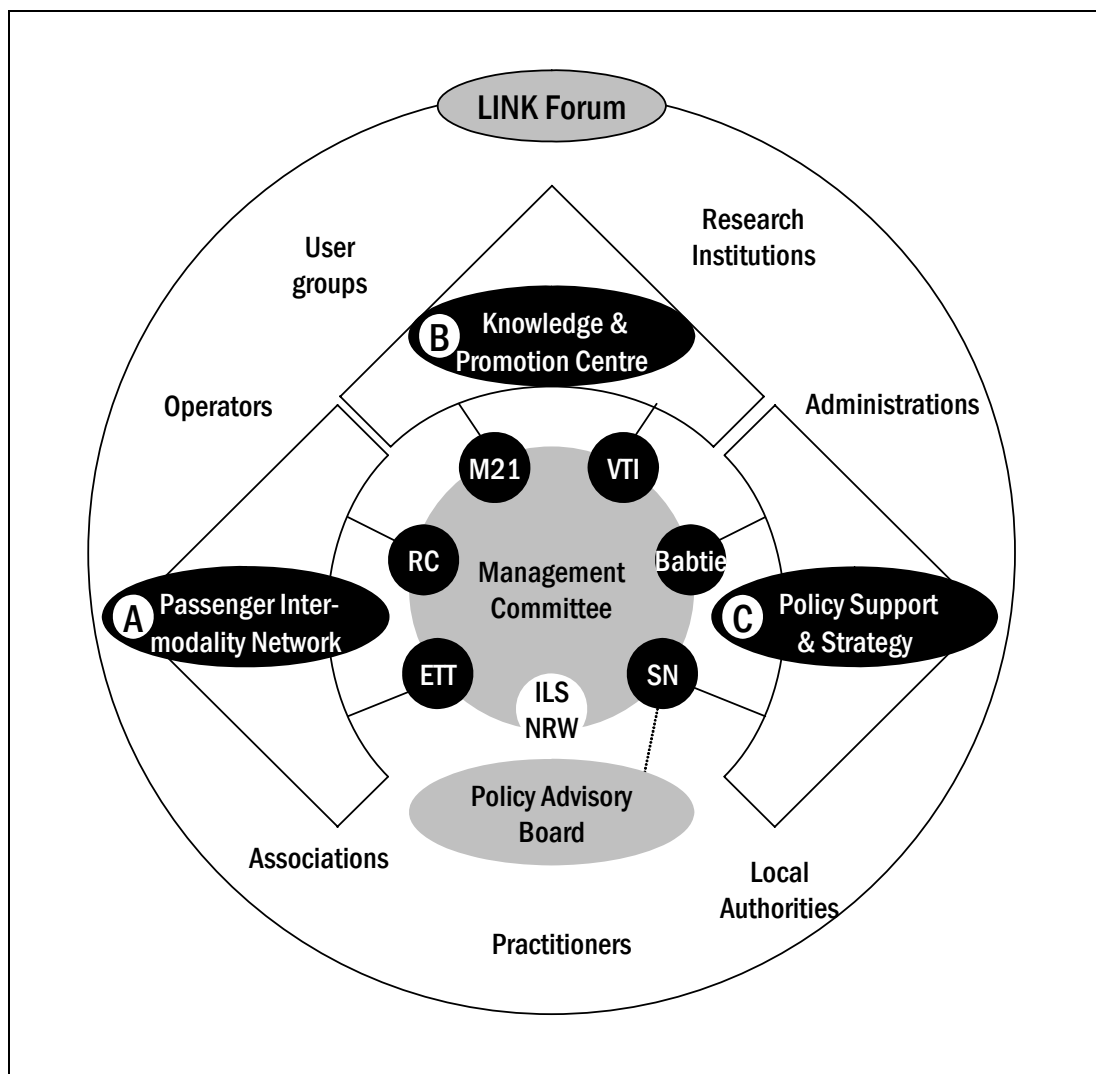 LINK Forum
Research
Institutions
User
groups
B
Knowledge &
Promotion Centre
Operators
Administrations
M21
VTI
RC
Babtie
Management
Committee
A
Passenger Inter-
modality Network
C
Policy Support
& Strategy
ETT
SN
ILS
NRW
Policy Advisory
Board
Associations
Local
Authorities
Practitioners